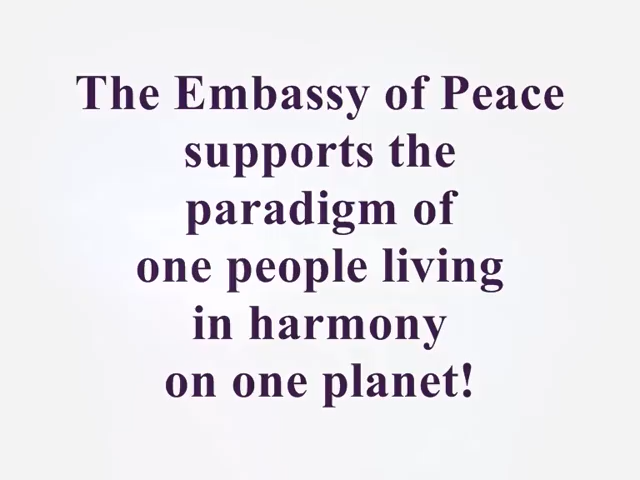 The Embassy of Peace
supports the
paradigm of
one people living
in harmony
on one planet!